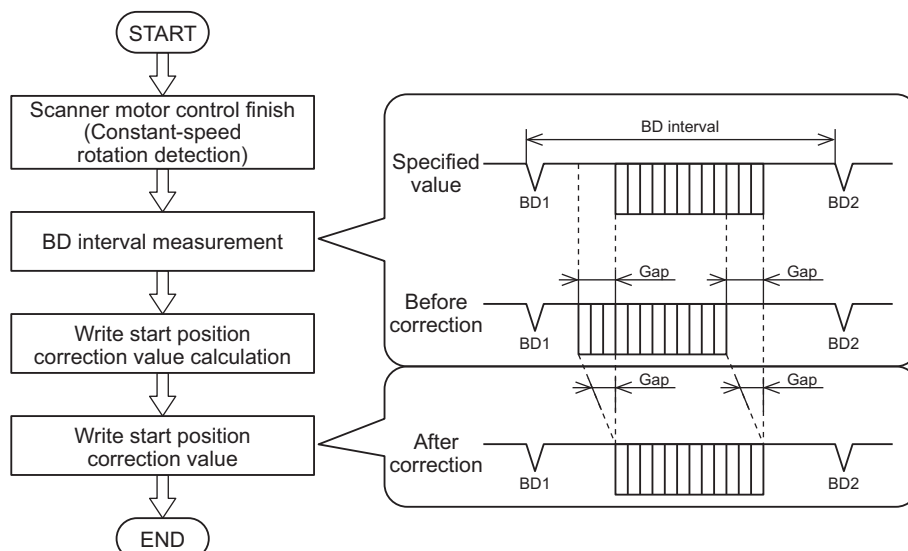 START
Scanner motor control finish
(Constant-speed
rotation detection)
BD interval measurement
Write start position
correction value calculation
Write start position
correction value
END
BD interval
Specified
value
BD1
BD2
Gap
Gap
Before
correction
BD1
BD2
Gap
Gap
After
correction
BD1
BD2